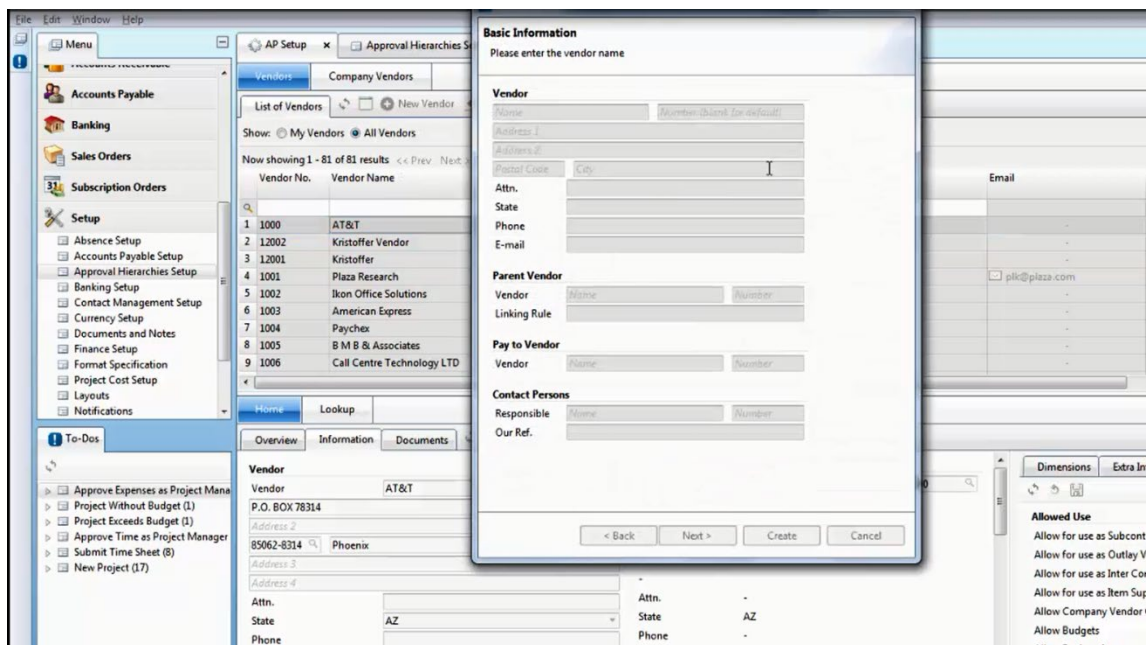 File Edit Window Help
Menu
Accounts Receivable
Accounts Payable
Banking
Sales Orders
Subscription Orders
Setup
Absence Setup
Accounts Payable Setup
Approval Hierarchies Setup
Banking Setup
Contact Management Setup
Currency Setup
Documents and Notes
Finance Setup
Format Specification
Project Cost Setup
Layouts
Notifications
To-Dos
Approve Expenses as Project Mana
Project Without Budget (1)
Project Exceeds Budget (1)
Approve Time as Project Manager
Submit Time Sheet (8)
New Project (17)
AP Setup Approval Hierarchies S
Vendors Company Vendors
List of Vendors New Vendor
Show: My Vendors All Vendors
Now showing 1 - 81 of 81 results << Prev Next >
Vendor No. Vendor Name Email
1 1000 AT&T -
2 12002 Kristoffer Vendor -
3 12001 Kristoffer -
4 1001 Plaza Research plk@plaza.com
5 1002 Ikon Office Solutions -
6 1003 American Express -
7 1004 Paychex -
8 1005 B M B & Associates -
9 1006 Call Centre Technology LTD -
Home Lookup
Overview Information Documents
Vendor
Vendor AT&T
P.O. BOX 78314
Address 2
85062-8314 Phoenix
Address 3
Address 4
Attn.
State AZ
Phone
-
Attn. -
State AZ
Phone -
Basic Information
Please enter the vendor name
Vendor
Name Number (blank for default)
Address 1
Address 2
Postal Code City
Attn.
State
Phone
E-mail
Parent Vendor
Vendor Name Number
Linking Rule
Pay to Vendor
Vendor Name Number
Contact Persons
Responsible Name Number
Our Ref.
< Back Next > Create Cancel
0
Dimensions Extra In
Allowed Use
Allow for use as Subcont
Allow for use as Outlay V
Allow for use as Inter Co
Allow for use as Item Sup
Allow Company Vendor
Allow Budgets